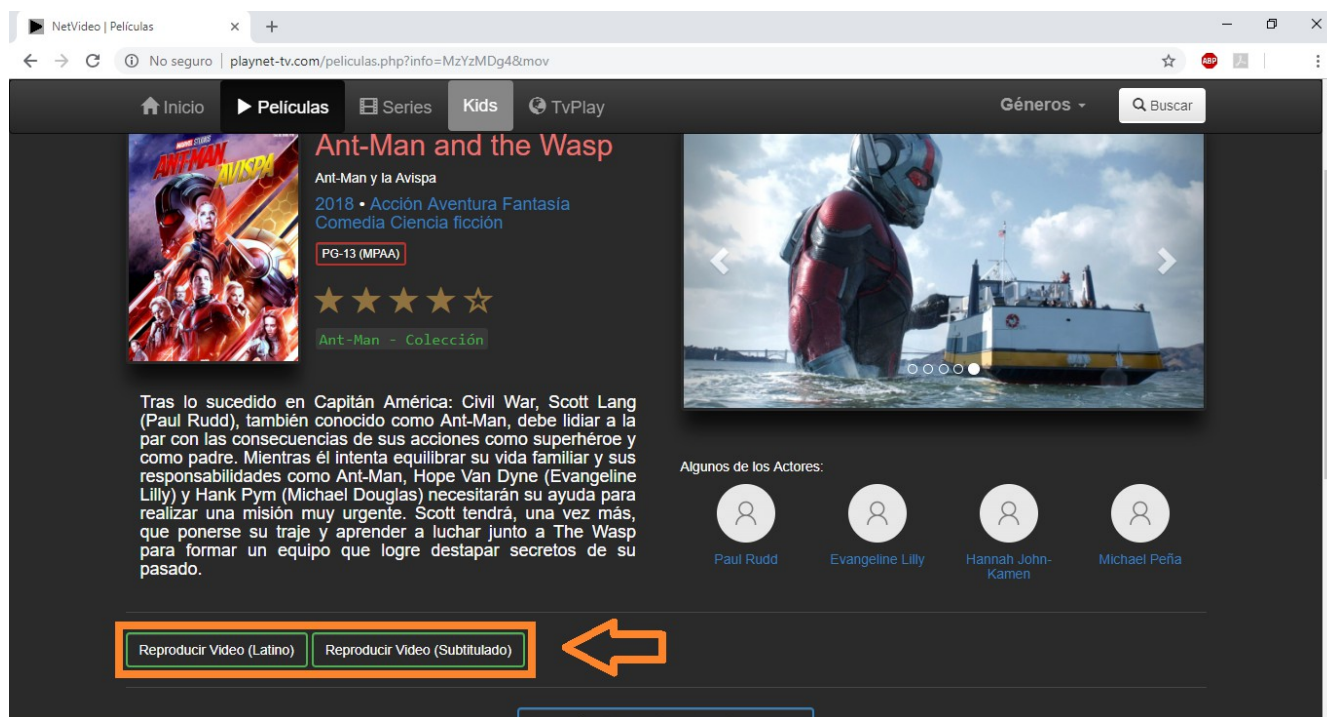 NetVideo | Películas
No seguro | playnet-tv.com/peliculas.php?info=MzYzMDg4&mov
ABP
Inicio
Películas
Series
Kids
TvPlay
Géneros
Buscar
MARVEL STUDIOS
ANT-MAN
AVISPA
Ant-Man and the Wasp
Ant-Man y la Avispa
2018 • Acción Aventura Fantasía
Comedia Ciencia ficción
PG-13 (MPAA)
Ant-Man - Colección
Tras lo sucedido en Capitán América: Civil War, Scott Lang
(Paul Rudd), también conocido como Ant-Man, debe lidiar a la
par con las consecuencias de sus acciones como superhéroe y
como padre. Mientras él intenta equilibrar su vida familiar y sus
responsabilidades como Ant-Man, Hope Van Dyne (Evangeline
Lilly) y Hank Pym (Michael Douglas) necesitarán su ayuda para
realizar una misión muy urgente. Scott tendrá, una vez más,
que ponerse su traje y aprender a luchar junto a The Wasp
para formar un equipo que logre destapar secretos de su
pasado.
Algunos de los Actores:
Paul Rudd
Evangeline Lilly
Hannah John-
Kamen
Michael Peña
Reproducir Video (Latino)
Reproducir Video (Subtitulado)